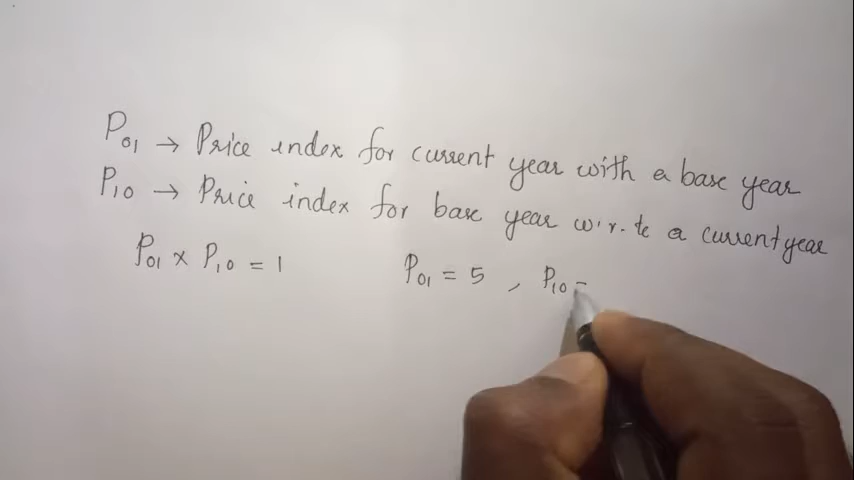 P01 → Price index for current year with a base year
P10 → Price index for base year w.r.to a current year
P01 x P10 = 1 P01 = 5 , P10 =